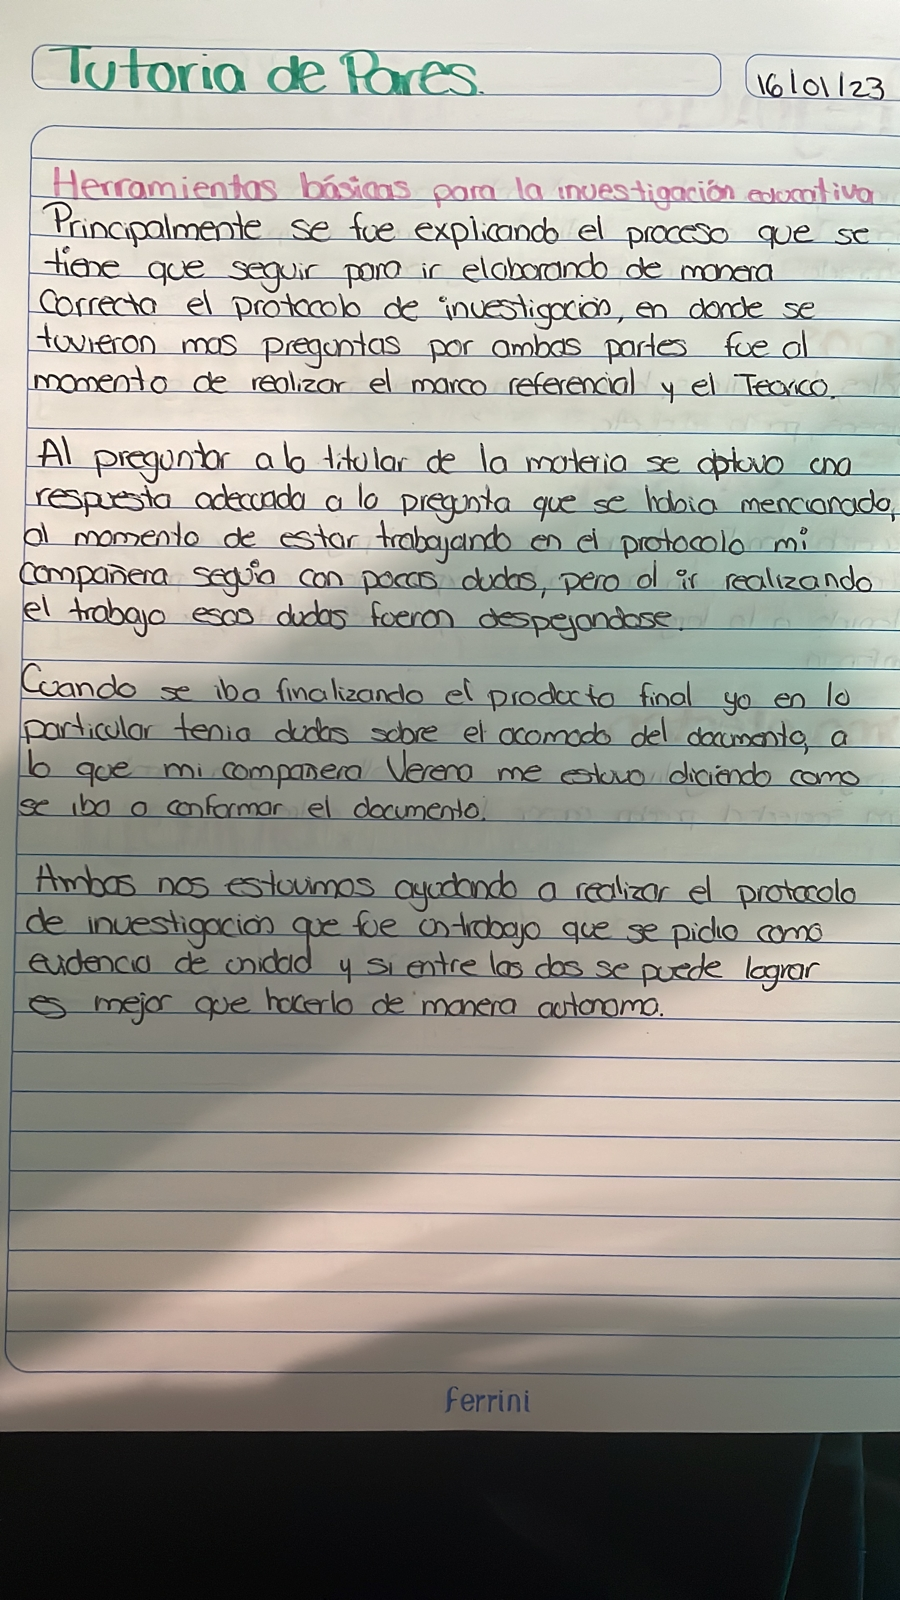 Tutoria de Pares.
16/01/23
Herramientas básicas para la investigación educativa
Principalmente se fue explicando el proceso que se
tiene que seguir para ir elaborando de manera
Correcta el protocolo de investigación, en donde se
tuvieron mas preguntas por ambas partes fue al
momento de realizar el marco referencial y el Teorico.
Al preguntar a la titular de la materia se optuvo una
respuesta adecuada a la pregunta que se habia mencionado,
al momento de estar trabajando en el protocolo mi
compañera seguia con pocas dudas, pero al ir realizando
el trabajo esas dudas fueron despejandose.
Cuando se iba finalizando el producto final yo en lo
particular tenia dudas sobre el acomodo del documento, a
lo que mi compañera Verena me estuvo diciendo como
se iba a conformar el documento.
Ambas nos estuvimos ayudando a realizar el protocolo
de investigación que fue un trabajo que se pidio como
evidencia de unidad y si entre las dos se puede lograr
es mejor que hacerlo de manera autonoma.
Ferrini